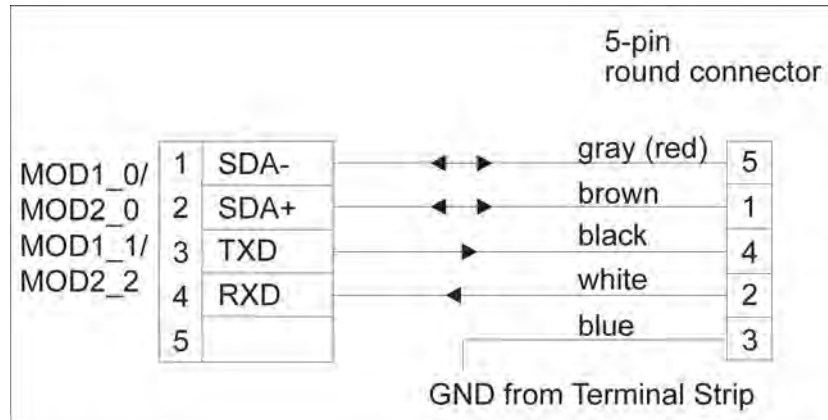 5-pin
round connector
MOD1_0/
MOD2_0
MOD1_1/
MOD2_2
1 SDA- gray (red) 5
2 SDA+ brown 1
3 TXD black 4
4 RXD white 2
5 blue 3
GND from Terminal Strip